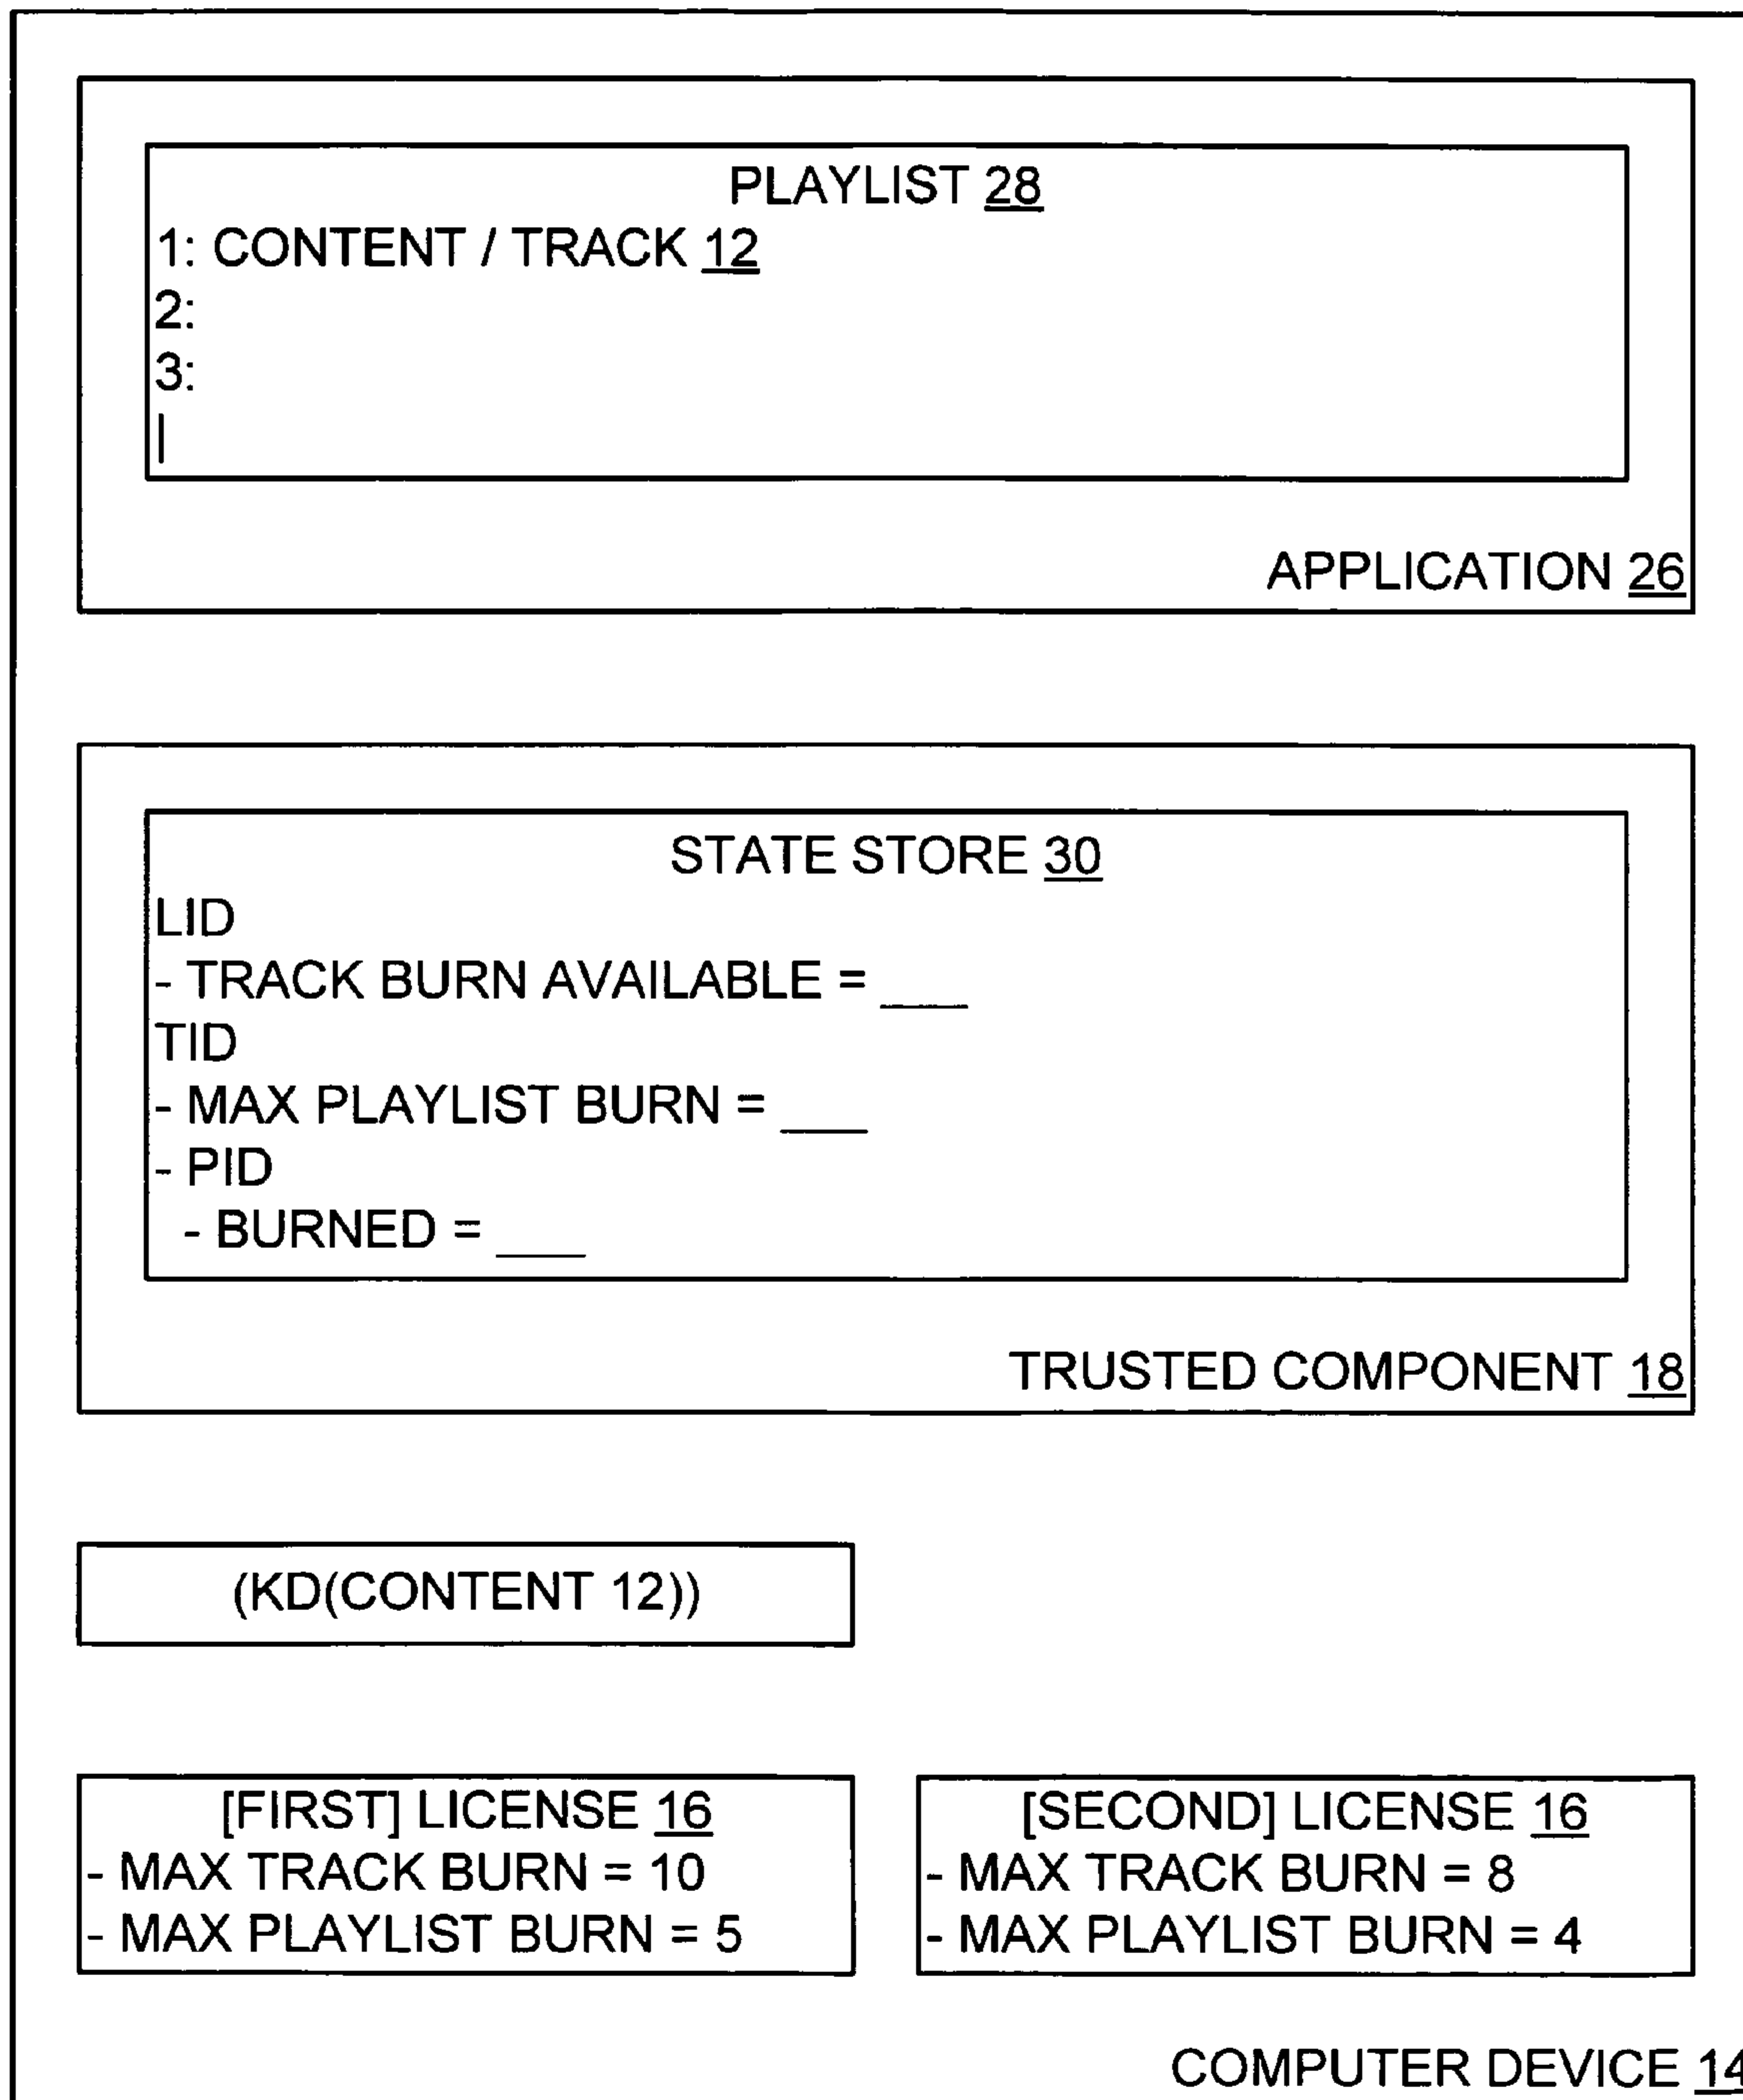 PLAYLIST 28
1: CONTENT / TRACK 12
2:
3:
|
APPLICATION 26
STATE STORE 30
LID
- TRACK BURN AVAILABLE = ___
TID
- MAX PLAYLIST BURN = ___
- PID
- BURNED = ___
TRUSTED COMPONENT 18
(KD(CONTENT 12))
[FIRST] LICENSE 16
- MAX TRACK BURN = 10
- MAX PLAYLIST BURN = 5
[SECOND] LICENSE 16
- MAX TRACK BURN = 8
- MAX PLAYLIST BURN = 4
COMPUTER DEVICE 14